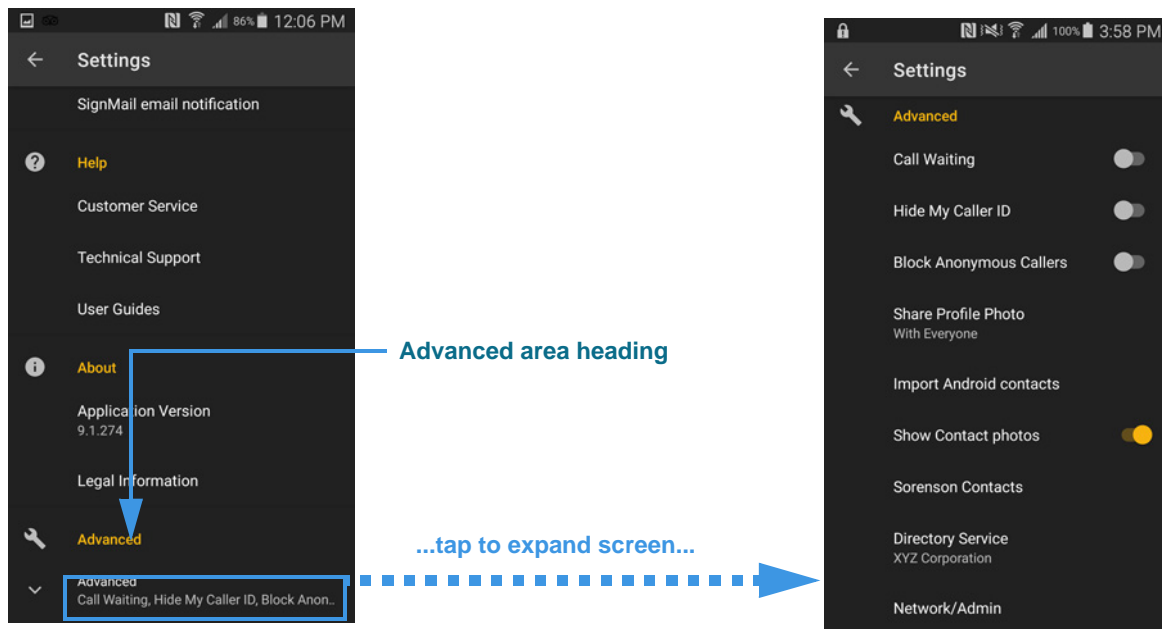 86% 12:06 PM
Settings
SignMail email notification
Help
Customer Service
Technical Support
User Guides
About
Application Version
9.1.274
Legal Information
Advanced
Advanced
Call Waiting, Hide My Caller ID, Block Anon..
Advanced area heading
...tap to expand screen...
100% 3:58 PM
Settings
Advanced
Call Waiting
Hide My Caller ID
Block Anonymous Callers
Share Profile Photo
With Everyone
Import Android contacts
Show Contact photos
Sorenson Contacts
Directory Service
XYZ Corporation
Network/Admin